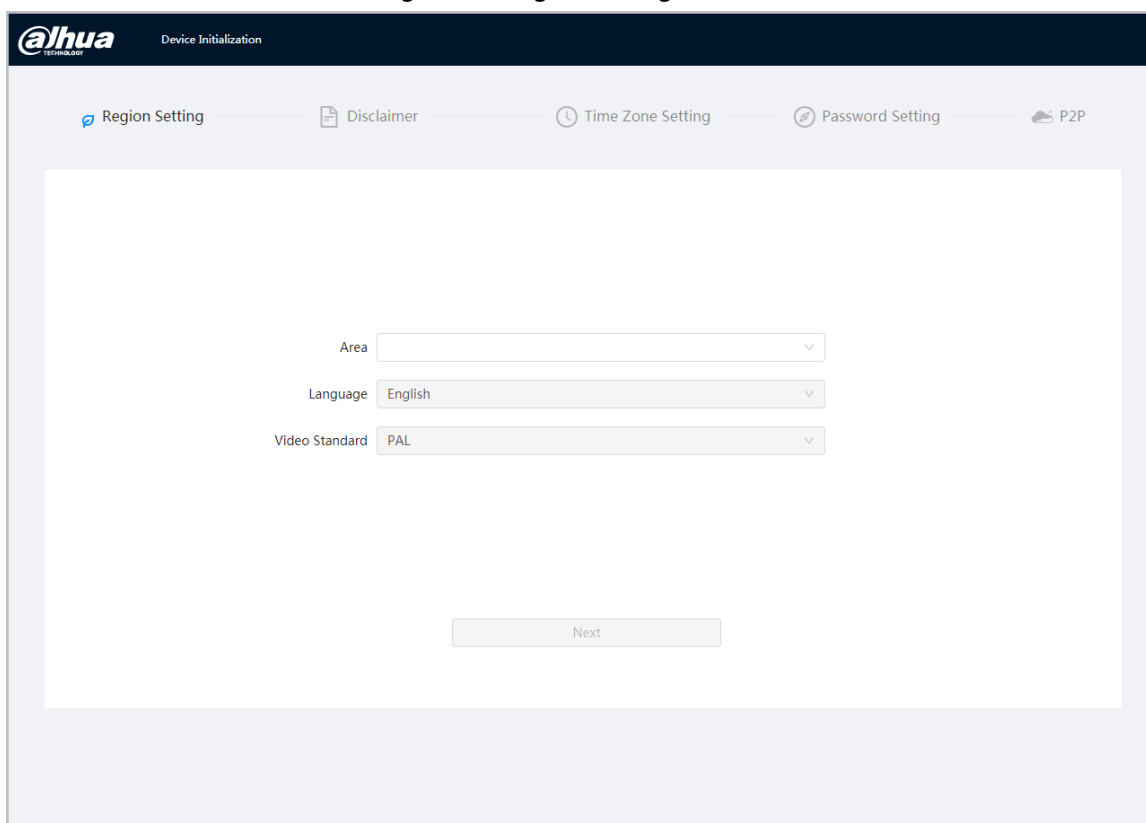 alhua
TECHNOLOGY
Device Initialization
Region Setting
Disclaimer
Time Zone Setting
Password Setting
P2P
Area
Language English
Video Standard PAL
Next